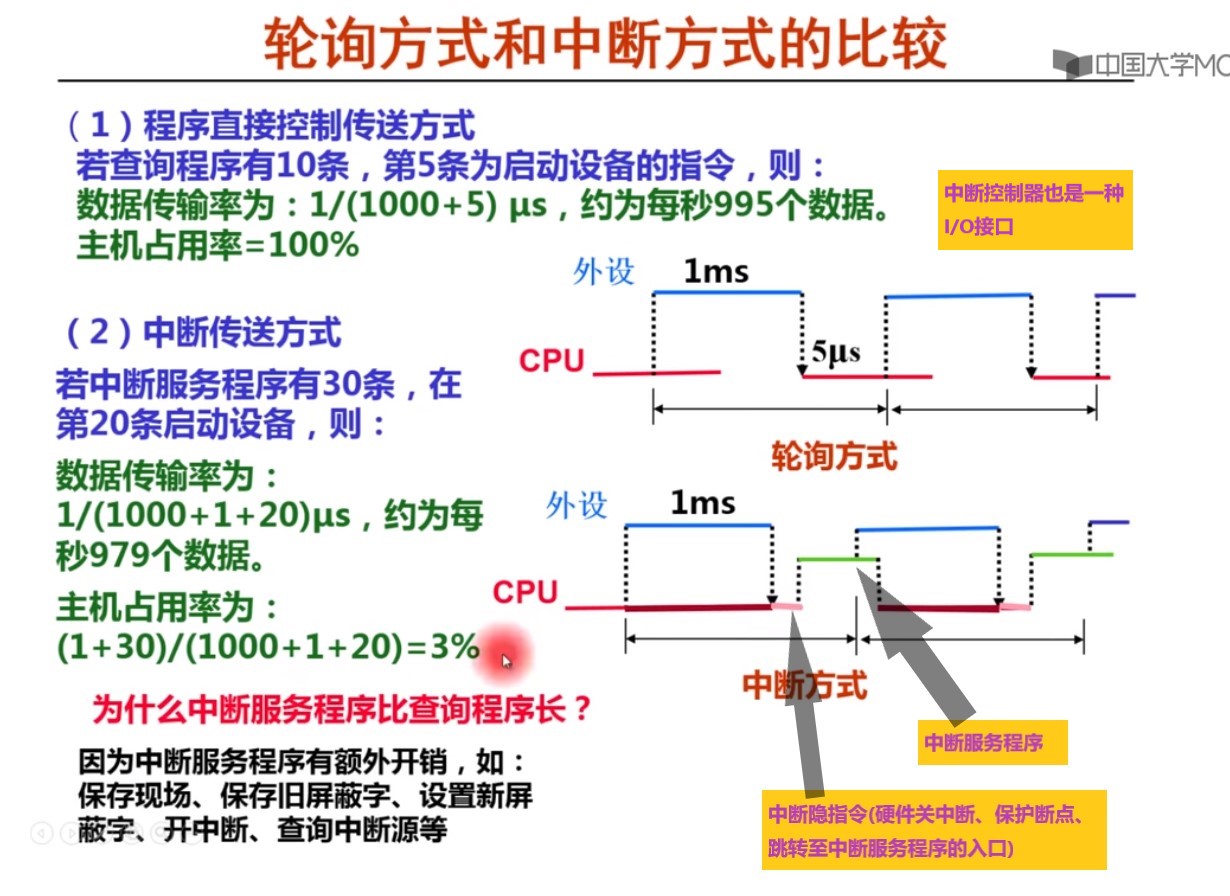 轮询方式和中断方式的比较
中国大学MO
（1）程序直接控制传送方式
若查询程序有10条，第5条为启动设备的指令，则：
数据传输率为：1/(1000+5) μs，约为每秒995个数据。
主机占用率=100%
中断控制器也是一种
I/O接口
外设 1ms
CPU
5μs
轮询方式
（2）中断传送方式
若中断服务程序有30条，在
第20条启动设备，则：
数据传输率为：
1/(1000+1+20)μs，约为每
秒979个数据。
主机占用率为：
(1+30)/(1000+1+20)=3%
外设 1ms
CPU
中断方式
中断服务程序
中断隐指令(硬件关中断、保护断点、
跳转至中断服务程序的入口)
为什么中断服务程序比查询程序长？
因为中断服务程序有额外开销，如：
保存现场、保存旧屏蔽字、设置新屏
蔽字、开中断、查询中断源等